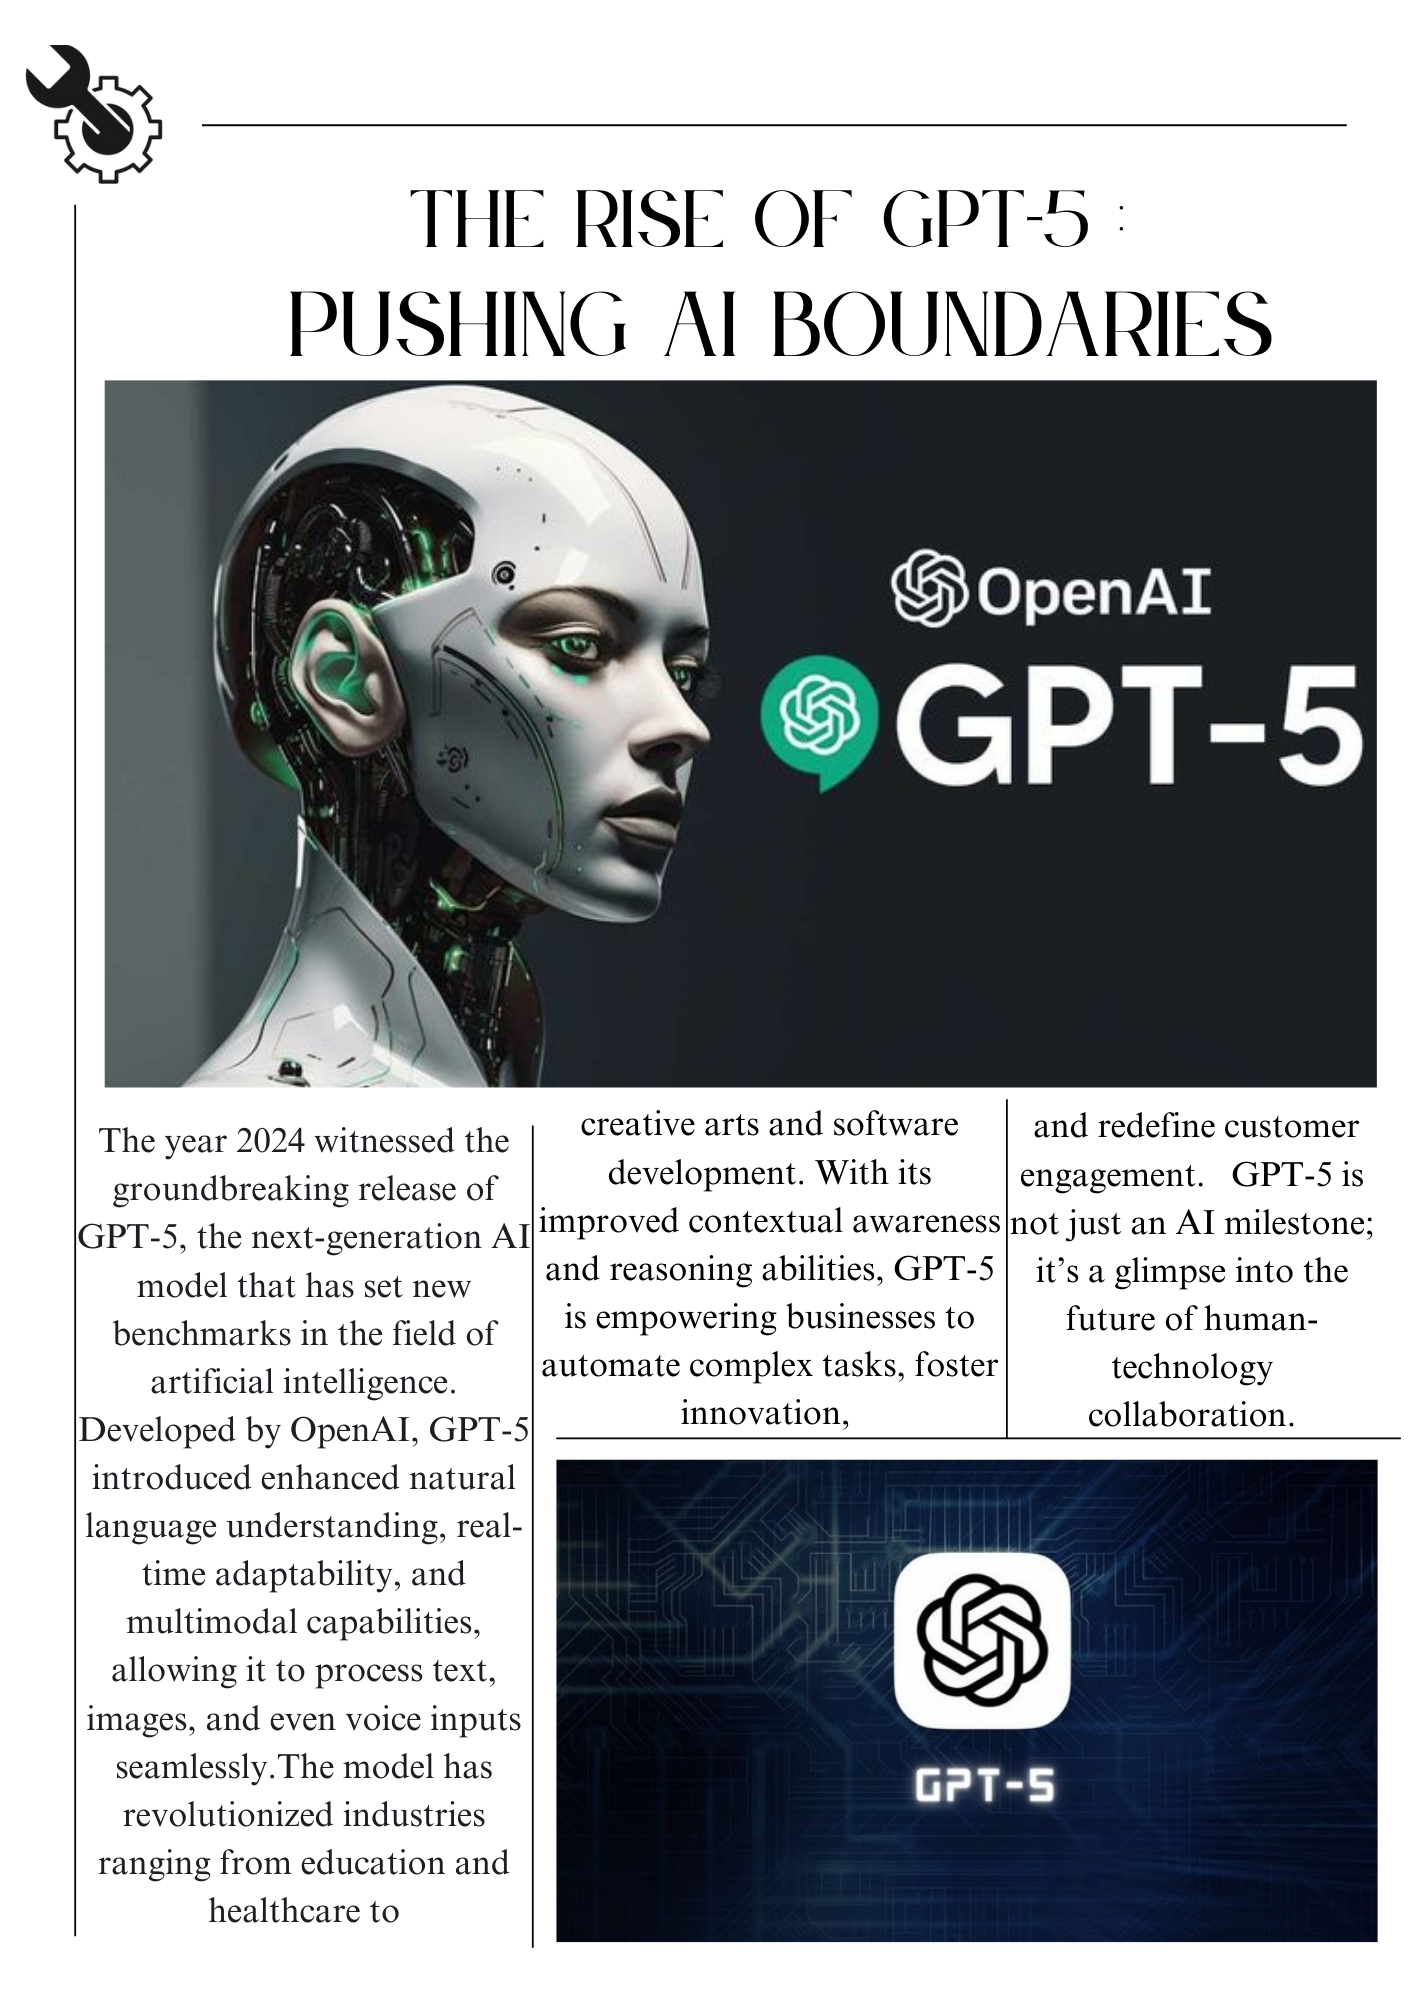 THE RISE OF GPT-5 :
PUSHING AI BOUNDARIES
OpenAI
GPT-5
The year 2024 witnessed the
groundbreaking release of
GPT-5, the next-generation AI
model that has set new
benchmarks in the field of
artificial intelligence.
Developed by OpenAI, GPT-5
introduced enhanced natural
language understanding, real-
time adaptability, and
multimodal capabilities,
allowing it to process text,
images, and even voice inputs
seamlessly.The model has
revolutionized industries
ranging from education and
healthcare to
creative arts and software
development. With its
improved contextual awareness
and reasoning abilities, GPT-5
is empowering businesses to
automate complex tasks, foster
innovation,
and redefine customer
engagement.   GPT-5 is
not just an AI milestone;
it’s a glimpse into the
future of human-
technology
collaboration.
GPT-5